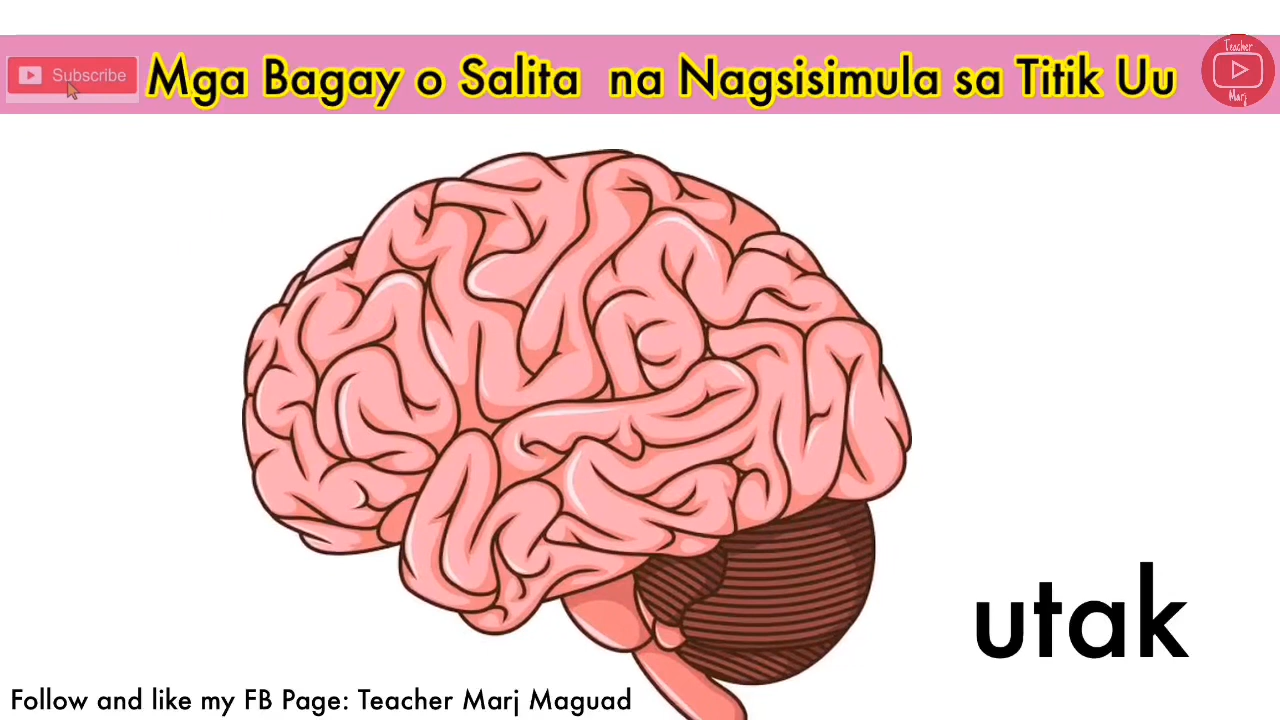 Subscribe
Mga Bagay o Salita na Nagsisimula sa Titik Uu
Teacher
Marj
utak
Follow and like my FB Page: Teacher Marj Maguad